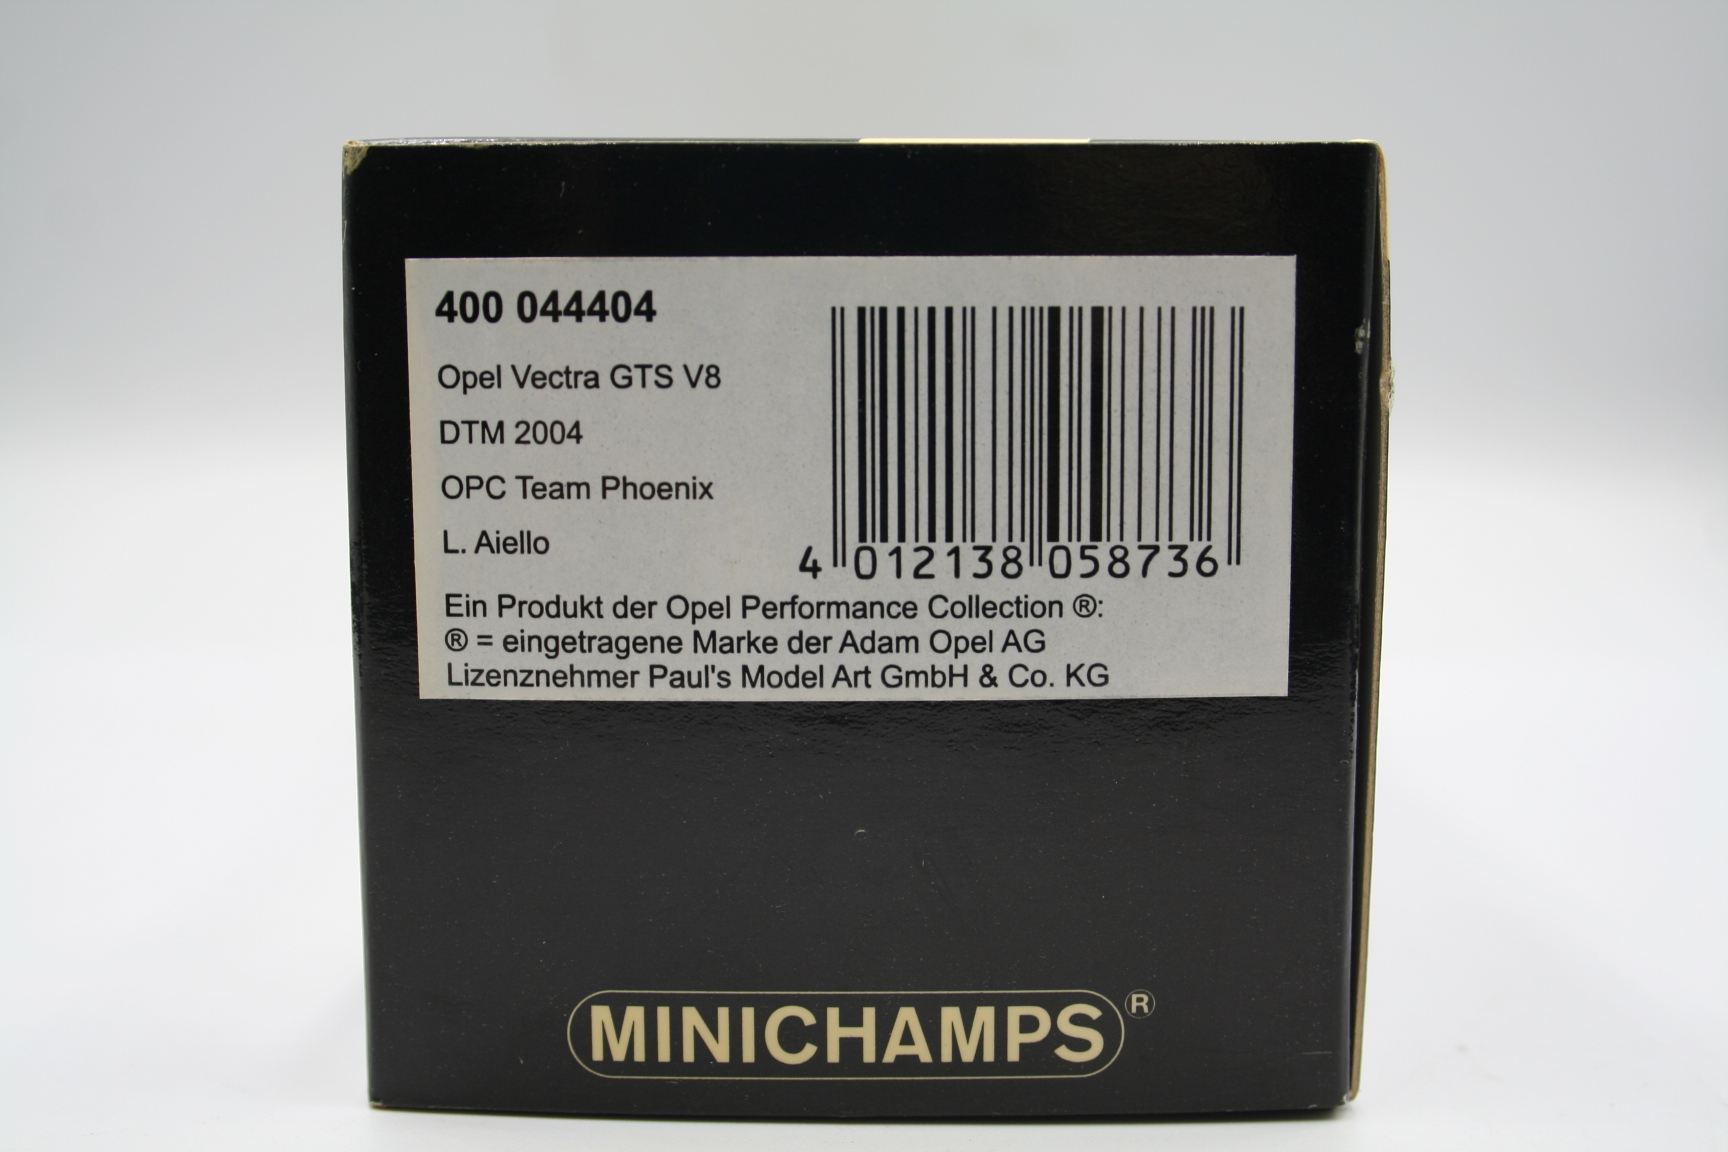 400 044404
Opel Vectra GTS V8
DTM 2004
OPC Team Phoenix
L. Aiello
4 012138 058736
Ein Produkt der Opel Performance Collection ®:
® = eingetragene Marke der Adam Opel AG
Lizenznehmer Paul's Model Art GmbH & Co. KG
MINICHAMPS ®